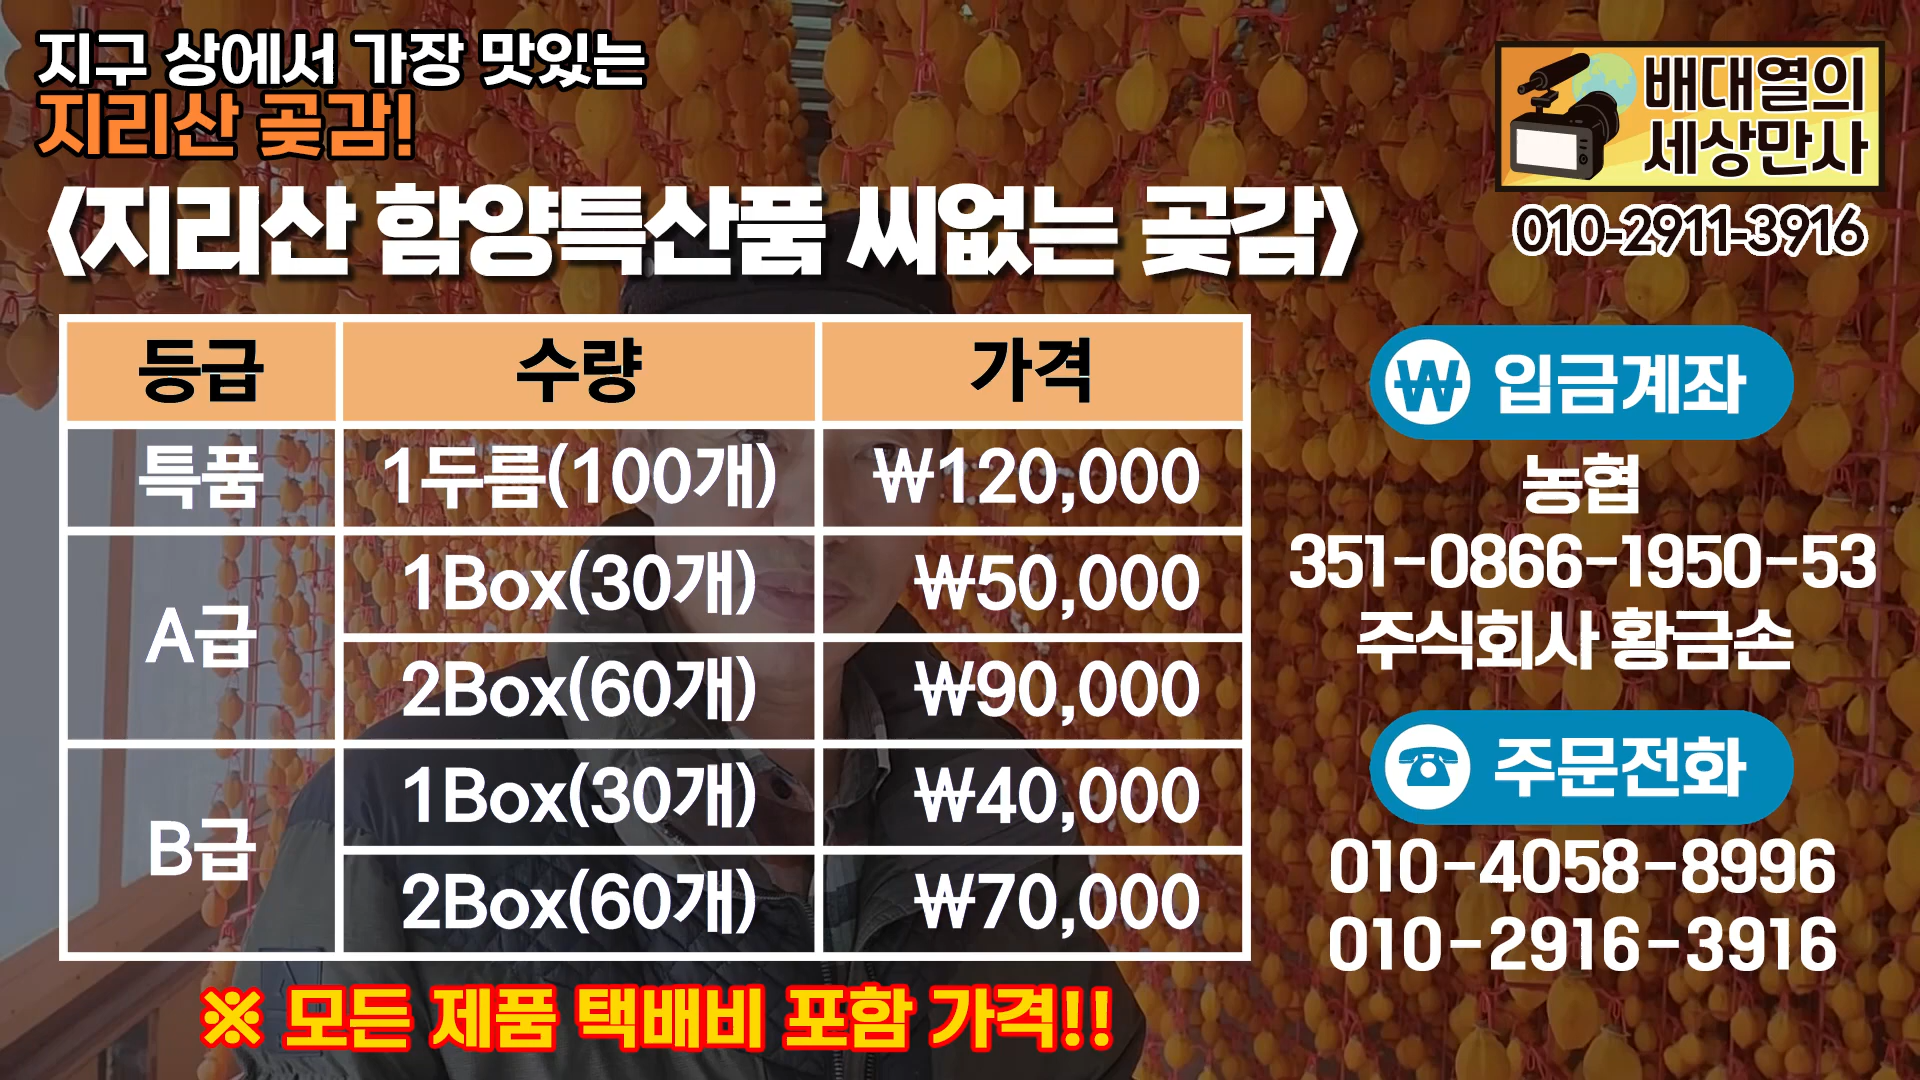 지구 상에서 가장 맛있는
지리산 곶감!
<지리산 함양특산품 씨없는 곶감>
배대열의
세상만사
010-2911-3916
등급 수량 가격
특품 1두름(100개) ₩120,000
A급 1Box(30개) ₩50,000
2Box(60개) ₩90,000
B급 1Box(30개) ₩40,000
2Box(60개) ₩70,000
※ 모든 제품 택배비 포함 가격!!
₩ 입금계좌
농협
351-0866-1950-53
주식회사 황금손
주문전화
010-4058-8996
010-2916-3916